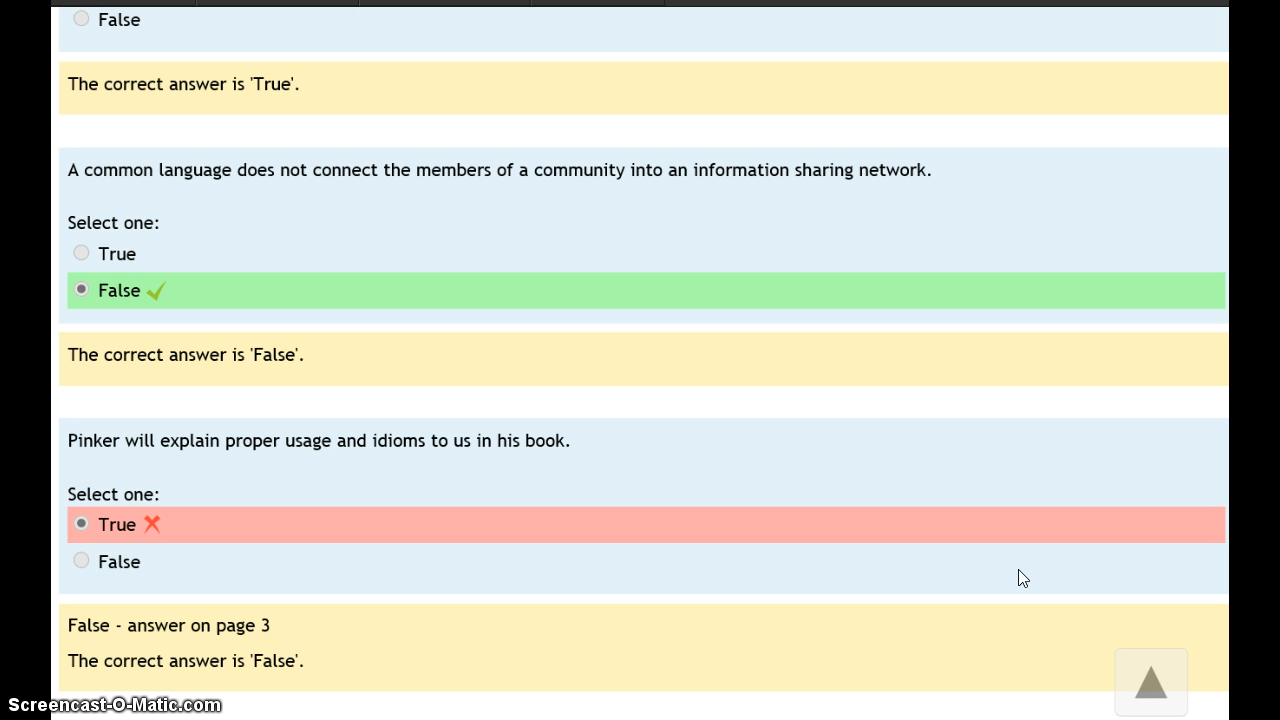 False
The correct answer is 'True'.
A common language does not connect the members of a community into an information sharing network.
Select one:
True
False
The correct answer is 'False'.
Pinker will explain proper usage and idioms to us in his book.
Select one:
True
False
False - answer on page 3
The correct answer is 'False'.
Screencast-O-Matic.com